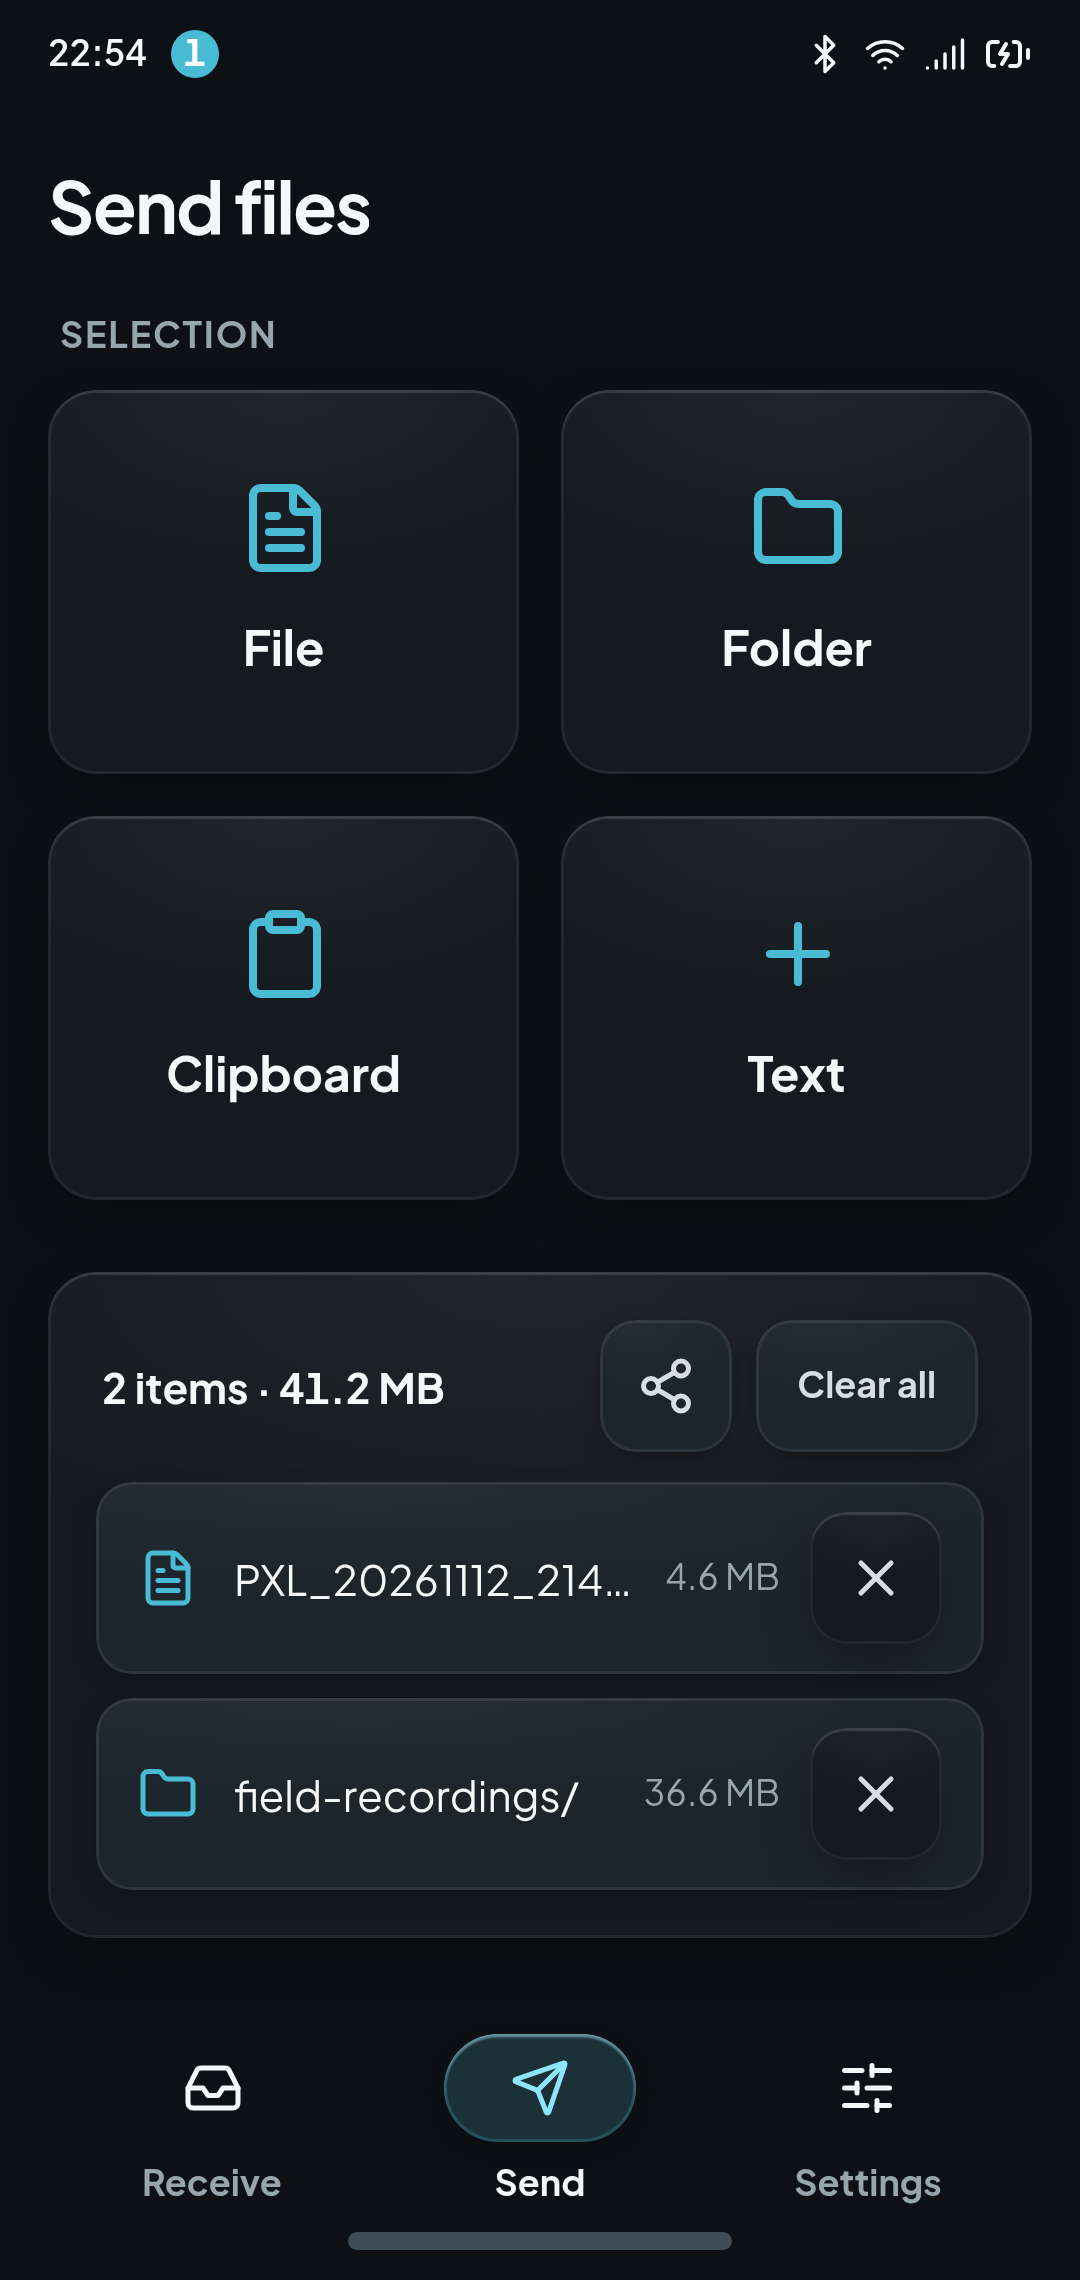 22:54 1
Send files
SELECTION
File
Folder
Clipboard
Text
2 items · 41.2 MB
Clear all
PXL_20261112_214… 4.6 MB
field-recordings/ 36.6 MB
Receive
Send
Settings